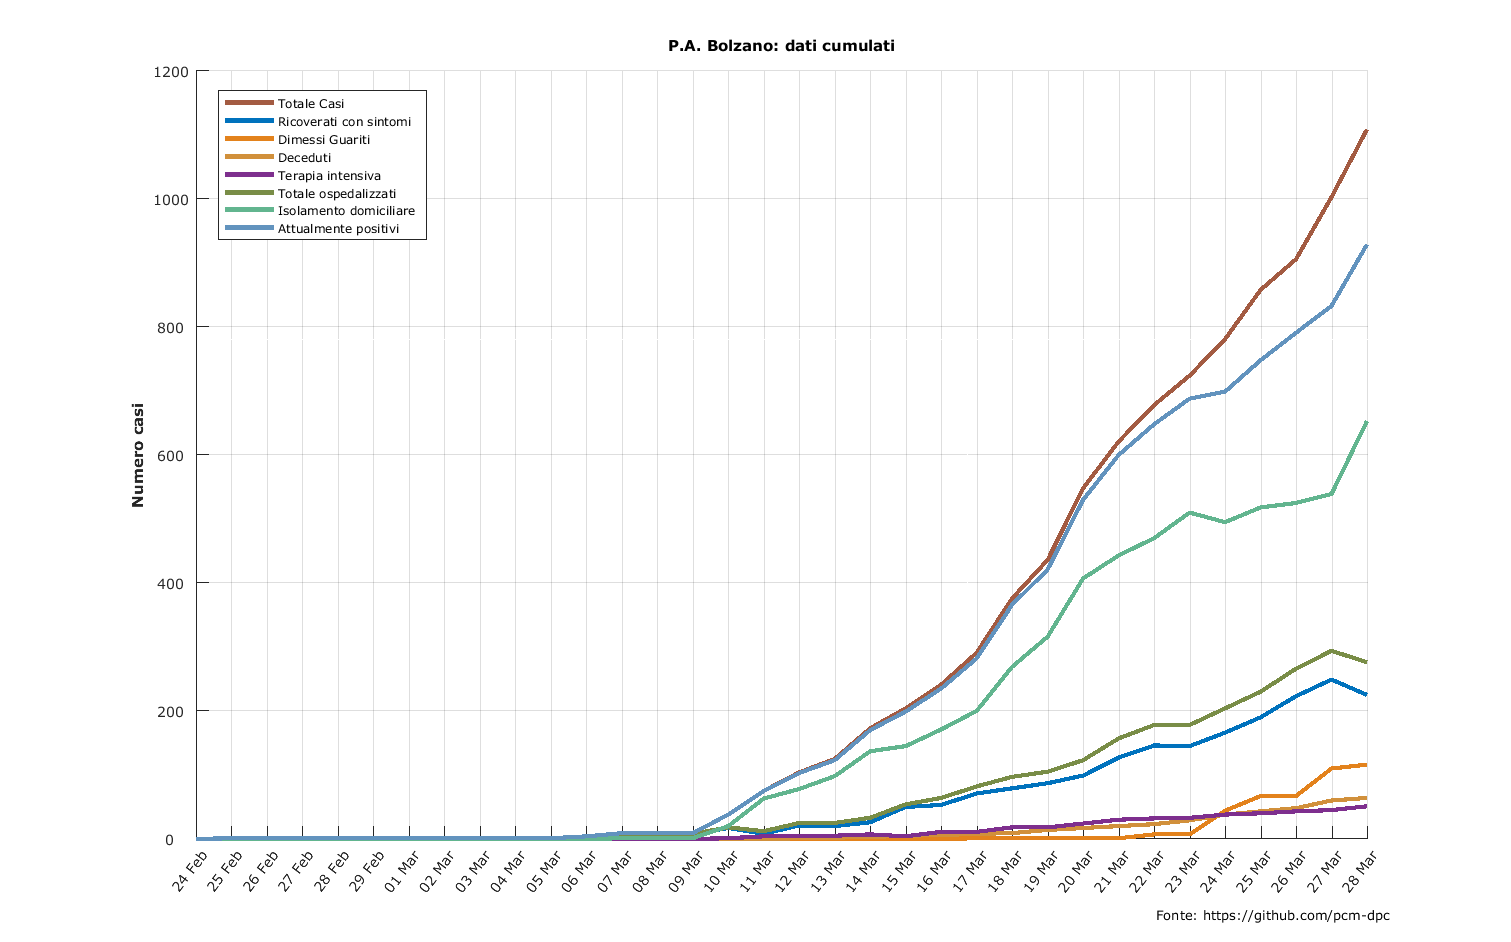 P.A. Bolzano: dati cumulati
1200
1000
800
600
400
200
0
Numero casi
Totale Casi
Ricoverati con sintomi
Dimessi Guariti
Deceduti
Terapia intensiva
Totale ospedalizzati
Isolamento domiciliare
Attualmente positivi
24 Feb
25 Feb
26 Feb
27 Feb
28 Feb
29 Feb
01 Mar
02 Mar
03 Mar
04 Mar
05 Mar
06 Mar
07 Mar
08 Mar
09 Mar
10 Mar
11 Mar
12 Mar
13 Mar
14 Mar
15 Mar
16 Mar
17 Mar
18 Mar
19 Mar
20 Mar
21 Mar
22 Mar
23 Mar
24 Mar
25 Mar
26 Mar
27 Mar
28 Mar
Fonte: https://github.com/pcm-dpc